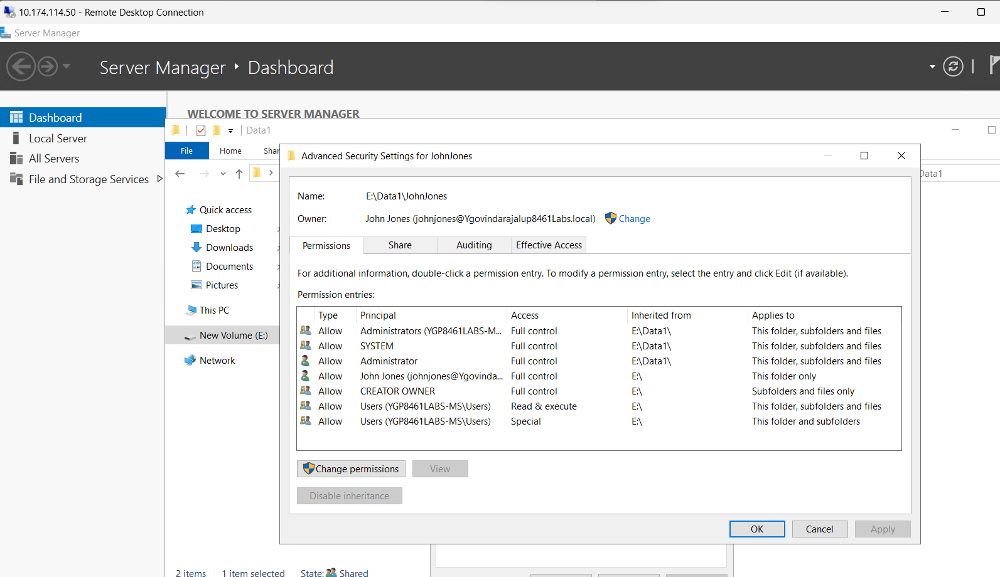 10.174.114.50 - Remote Desktop Connection
Server Manager
Server Manager Dashboard
Dashboard
Local Server
All Servers
File and Storage Services
WELCOME TO SERVER MANAGER
Data1
File Home Shar
Data1
Quick access
Desktop
Downloads
Documents
Pictures
This PC
New Volume (E:)
Network
Advanced Security Settings for JohnJones
Name: E:\Data1\JohnJones
Owner: John Jones (johnjones@Ygovindarajalup8461Labs.local) Change
Permissions Share Auditing Effective Access
For additional information, double-click a permission entry. To modify a permission entry, select the entry and click Edit (if available).
Permission entries:
Type Principal Access Inherited from Applies to
Allow Administrators (YGP8461LABS-M... Full control E:\Data1\ This folder, subfolders and files
Allow SYSTEM Full control E:\Data1\ This folder, subfolders and files
Allow Administrator Full control E:\Data1\ This folder, subfolders and files
Allow John Jones (johnjones@Ygovinda... Full control E:\ This folder only
Allow CREATOR OWNER Full control E:\ Subfolders and files only
Allow Users (YGP8461LABS-MS\Users) Read & execute E:\ This folder, subfolders and files
Allow Users (YGP8461LABS-MS\Users) Special E:\ This folder and subfolders
Change permissions View
Disable inheritance
OK Cancel Apply
2 items 1 item selected State: Shared